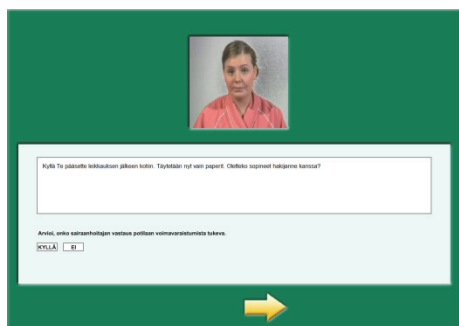 Kyllä Te pääsette leikkauksen jälkeen kotiin. Täytetään nyt vain paperit. Oletteko sopineet hakijanne kanssa?
Arvioi, onko sairaanhoitajan vastaus potilaan voimavaraistumista tukeva.
KYLLÄ EI